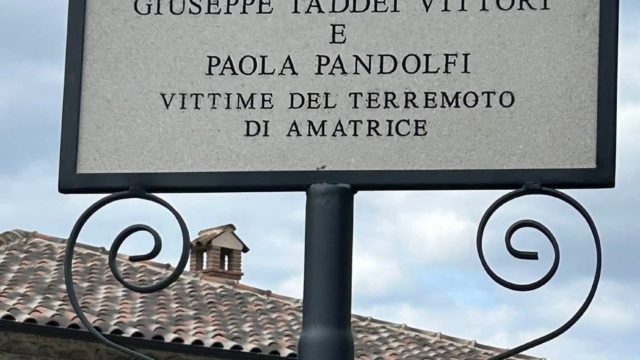 GIUSEPPE TADDEI VITTORI
E
PAOLA PANDOLFI
VITTIME DEL TERREMOTO
DI AMATRICE